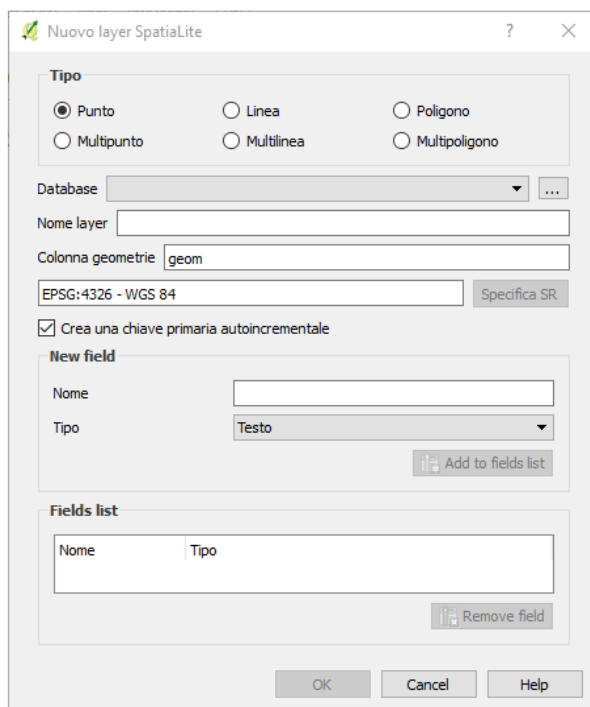 Nuovo layer SpatiaLite ?
Tipo
Punto Linea Poligono
Multipunto Multilinea Multipoligono
Database ...
Nome layer
Colonna geometrie geom
EPSG:4326 - WGS 84 Specifica SR
Crea una chiave primaria autoincrementale
New field
Nome
Tipo Testo
Add to fields list
Fields list
Nome Tipo
Remove field
OK Cancel Help